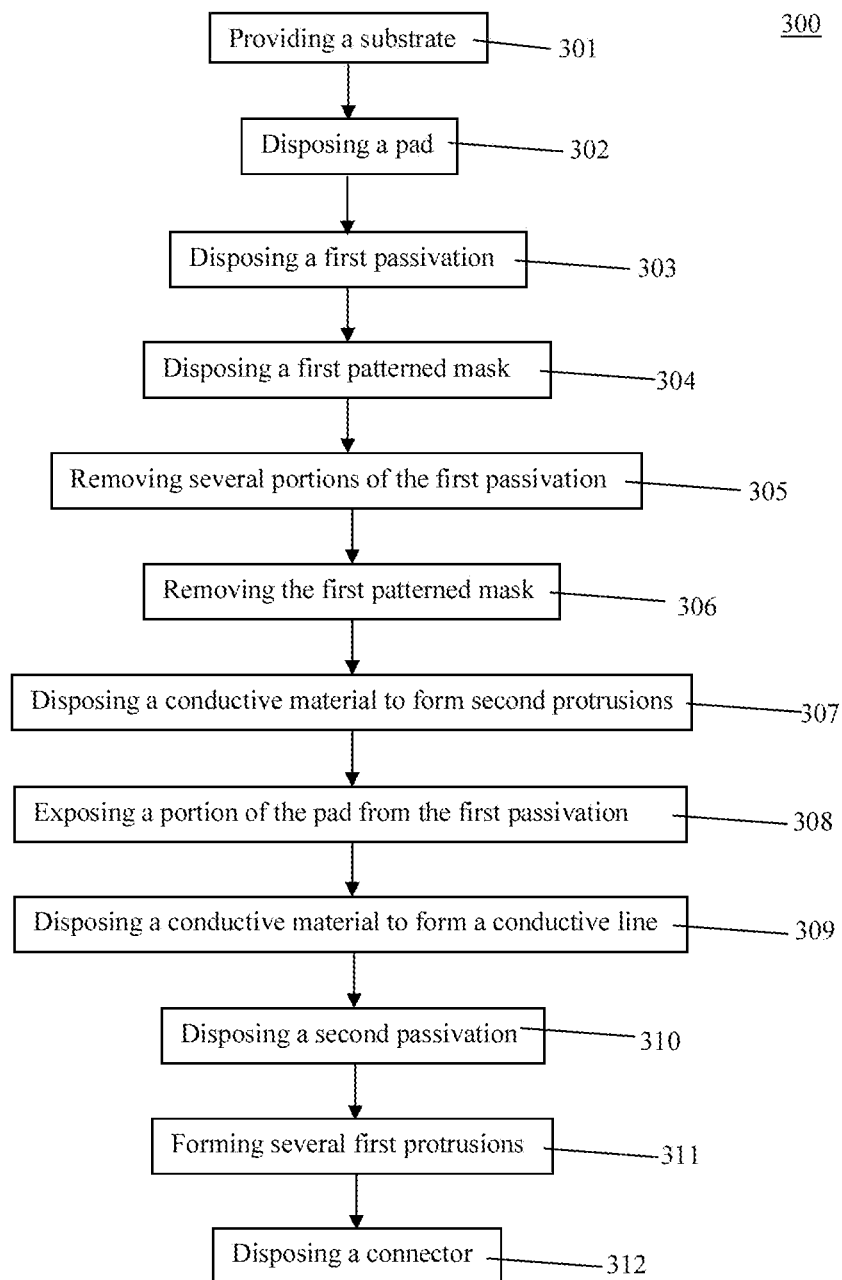 300
Providing a substrate
301
Disposing a pad
302
Disposing a first passivation
303
Disposing a first patterned mask
304
Removing several portions of the first passivation
305
Removing the first patterned mask
306
Disposing a conductive material to form second protrusions
307
Exposing a portion of the pad from the first passivation
308
Disposing a conductive material to form a conductive line
309
Disposing a second passivation
310
Forming several first protrusions
311
Disposing a connector
312